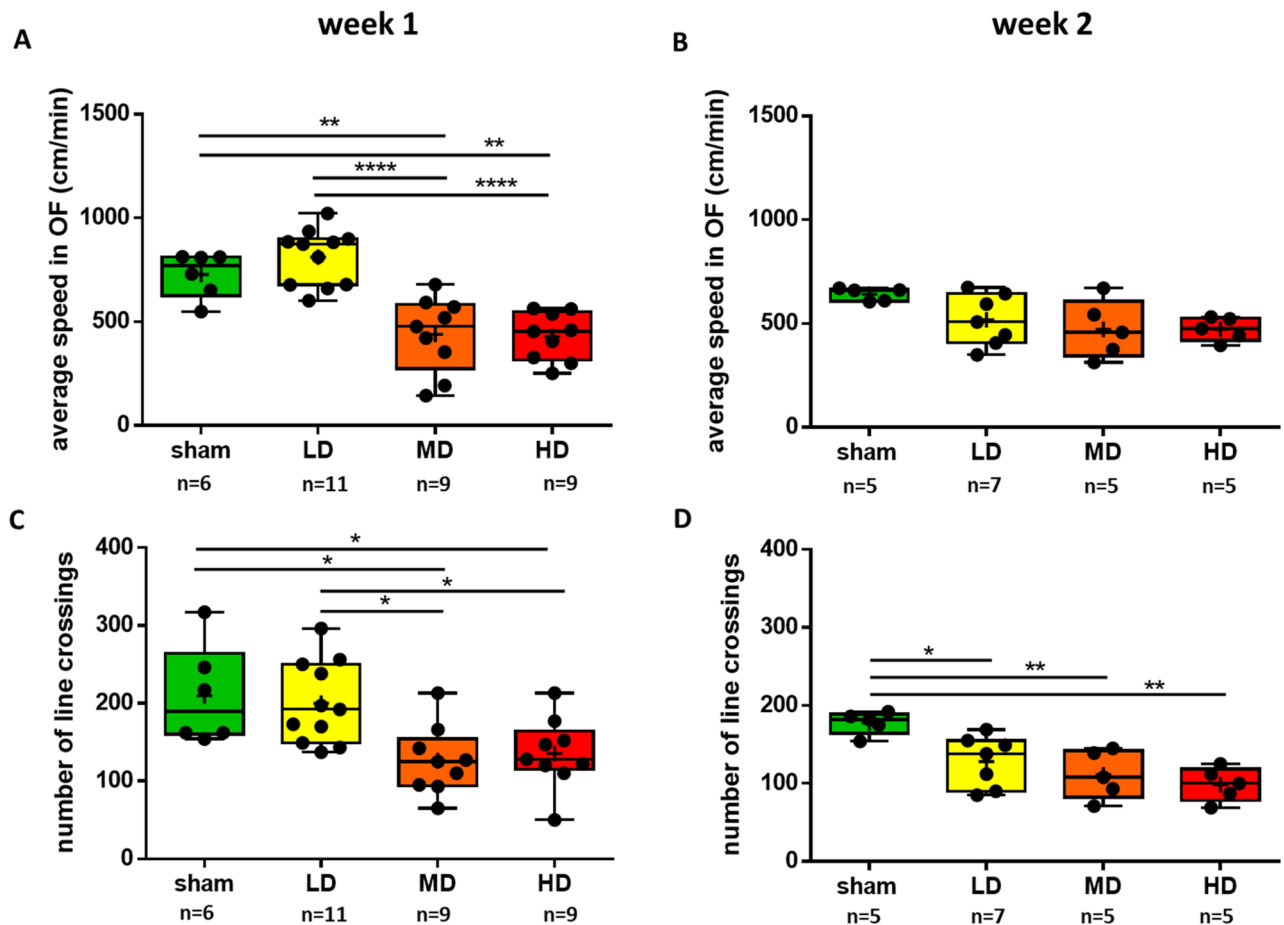 week 1
week 2
A
average speed in OF (cm/min)
1500
1000
500
0
**
**
****
****
sham
LD
MD
HD
n=6
n=11
n=9
n=9
B
average speed in OF (cm/min)
1500
1000
500
0
sham
LD
MD
HD
n=5
n=7
n=5
n=5
C
number of line crossings
400
300
200
100
0
*
*
*
*
sham
LD
MD
HD
n=6
n=11
n=9
n=9
D
number of line crossings
400
300
200
100
0
*
**
**
sham
LD
MD
HD
n=5
n=7
n=5
n=5